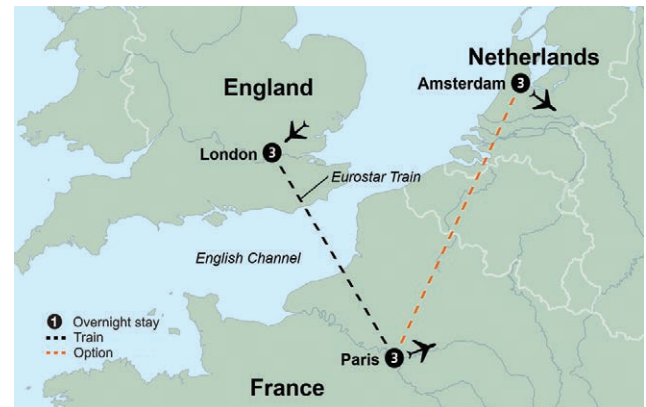 Netherlands
Amsterdam 3
England
London 3
Eurostar Train
English Channel
1 Overnight stay
Train
Option
Paris 3
France